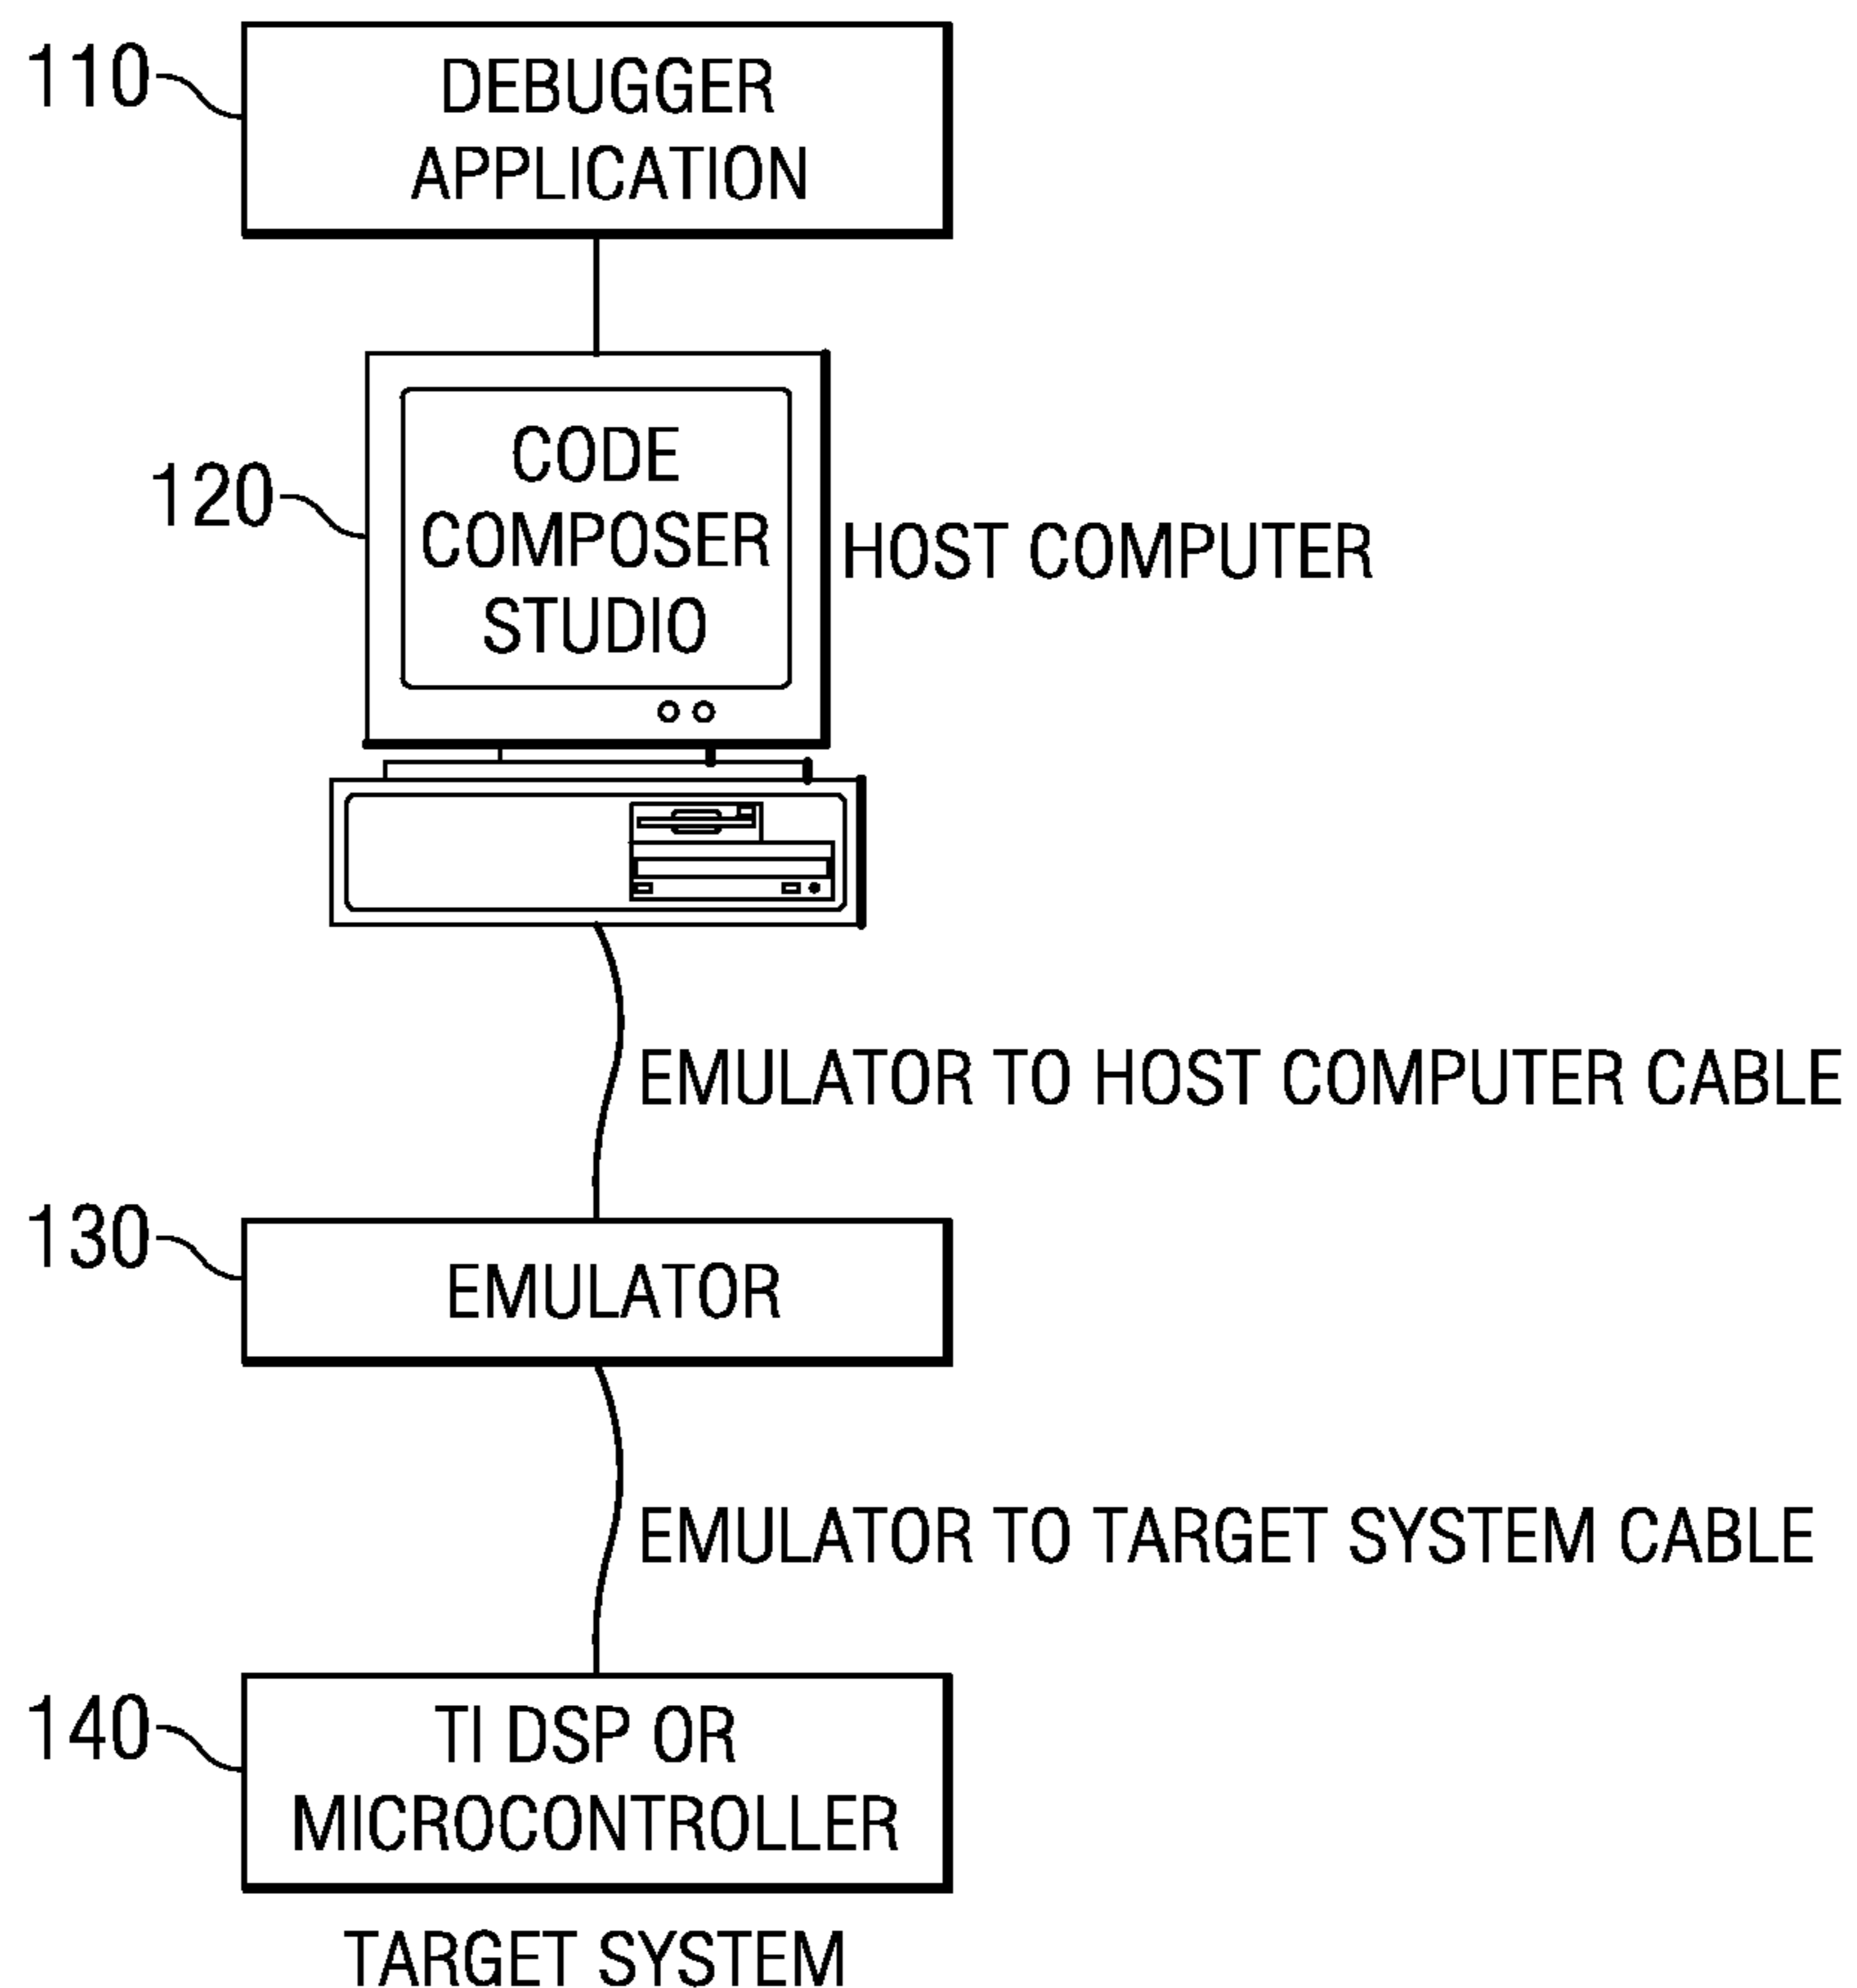 110
DEBUGGER
APPLICATION
120
CODE
COMPOSER
STUDIO
HOST COMPUTER
EMULATOR TO HOST COMPUTER CABLE
130
EMULATOR
EMULATOR TO TARGET SYSTEM CABLE
140
TI DSP OR
MICROCONTROLLER
TARGET SYSTEM